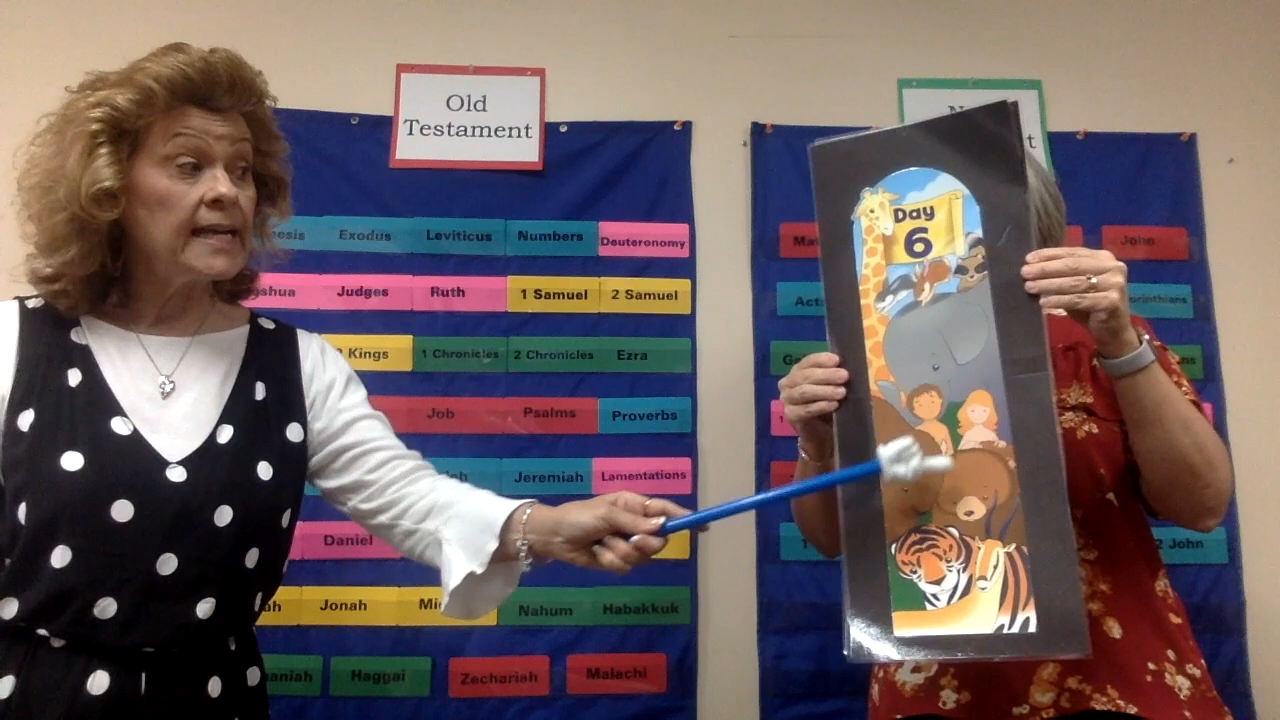 Old
Testament
Exodus
Leviticus
Numbers
Deuteronomy
Judges
Ruth
1 Samuel
2 Samuel
Kings
1 Chronicles
2 Chronicles
Ezra
Job
Psalms
Proverbs
Jeremiah
Lamentations
Daniel
Jonah
Nahum
Habakkuk
Haggai
Zechariah
Malachi
Day
6
John
2 John